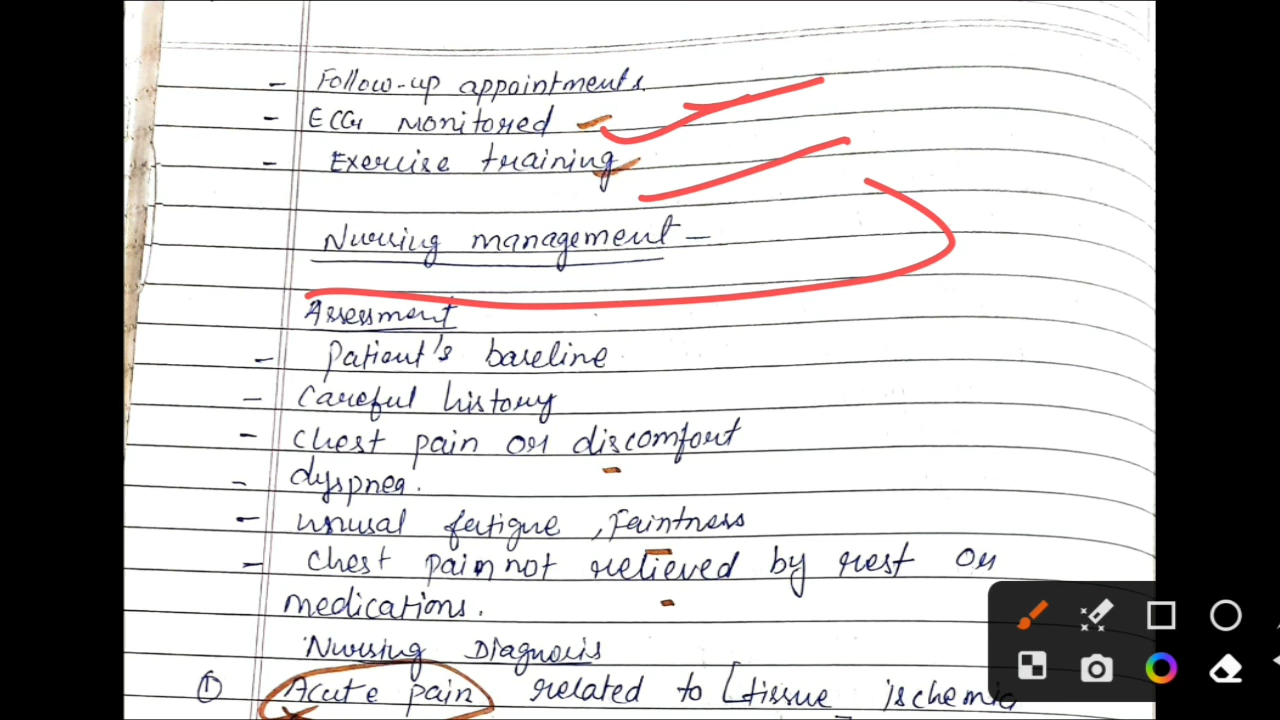 - Follow-up appointments.
- ECG monitored
- Exercise training
Nursing management -
Assessment
- Patient's baseline
- Careful history
- chest pain or discomfort
- dyspnea.
- unusual fatigue, Faintness
- chest pain not relieved by rest or
medications.
Nursing Diagnosis
① Acute pain related to tissue ischemia